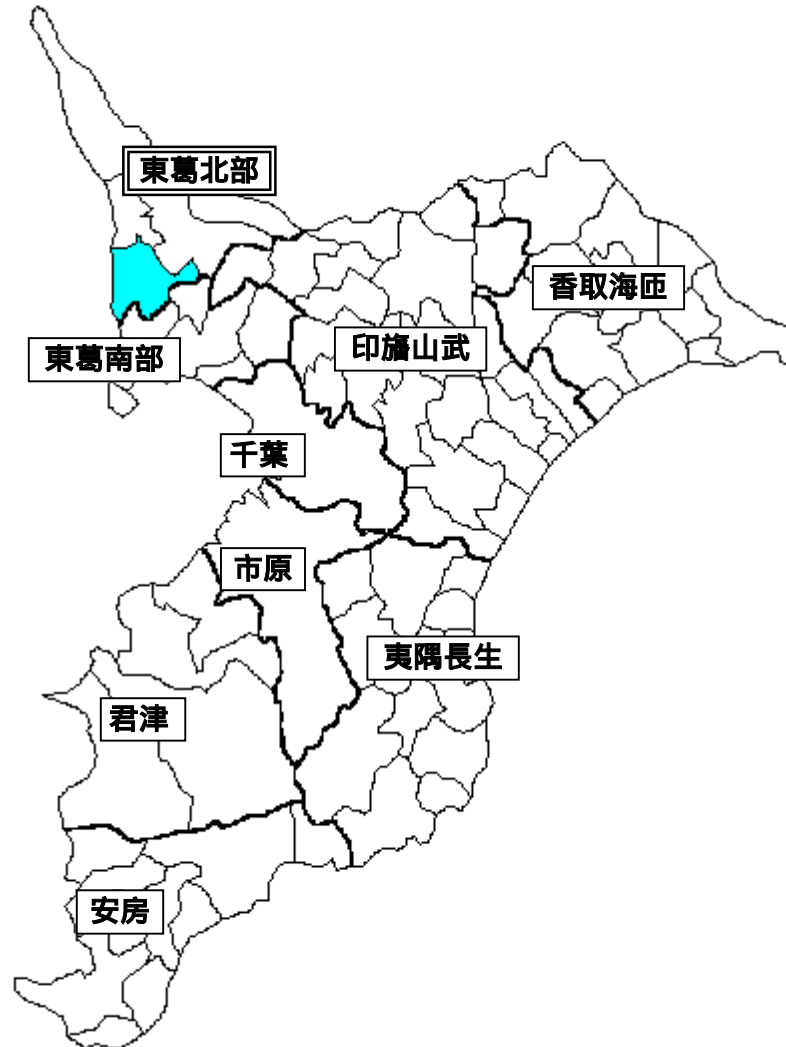 東葛北部
香取海匝
東葛南部
印旛山武
千葉
市原
夷隅長生
君津
安房